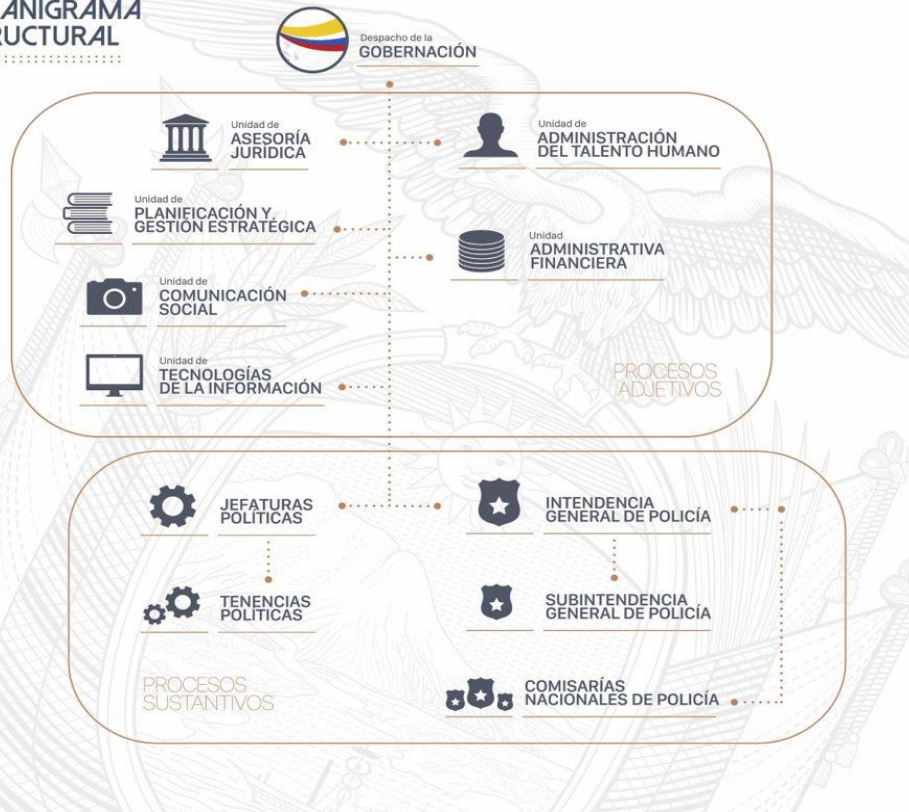 ANIGRAMA
RUCTURAL
Despacho de la
GOBERNACIÓN
Unidad de
ASESORÍA
JURÍDICA
Unidad de
ADMINISTRACIÓN
DEL TALENTO HUMANO
Unidad de
PLANIFICACIÓN Y
GESTIÓN ESTRATÉGICA
Unidad
ADMINISTRATIVA
FINANCIERA
Unidad de
COMUNICACIÓN
SOCIAL
Unidad de
TECNOLOGÍAS
DE LA INFORMACIÓN
PROCESOS
ADJETIVOS
JEFATURAS
POLÍTICAS
INTENDENCIA
GENERAL DE POLICÍA
TENENCIAS
POLÍTICAS
SUBINTENDENCIA
GENERAL DE POLICÍA
PROCESOS
SUSTANTIVOS
COMISARÍAS
NACIONALES DE POLICÍA